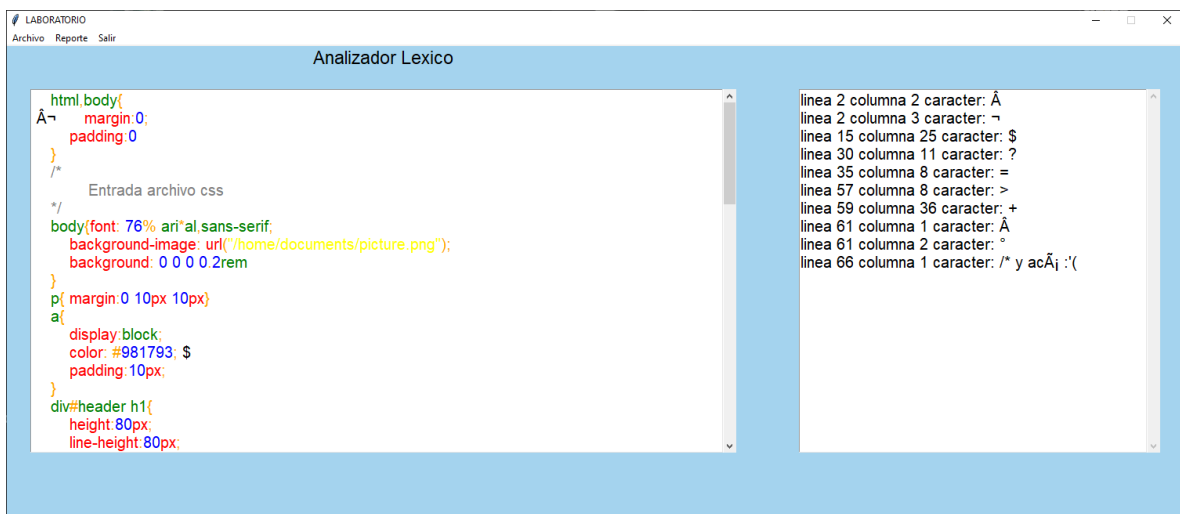 LABORATORIO
Archivo Reporte Salir
Analizador Lexico
html,body{
Â¬ margin:0;
padding:0
}
/*
Entrada archivo css
*/
body{font: 76% ari*al,sans-serif;
background-image: url("/home/documents/picture.png");
background: 0 0 0 0.2rem
}
p{ margin:0 10px 10px}
a{
display:block;
color: #981793; $
padding:10px;
}
div#header h1{
height:80px;
line-height:80px;
linea 2 columna 2 caracter: Â
linea 2 columna 3 caracter: ¬
linea 15 columna 25 caracter: $
linea 30 columna 11 caracter: ?
linea 35 columna 8 caracter: =
linea 57 columna 8 caracter: >
linea 59 columna 36 caracter: +
linea 61 columna 1 caracter: Â
linea 61 columna 2 caracter: °
linea 66 columna 1 caracter: /* y acÃ¡ :'(